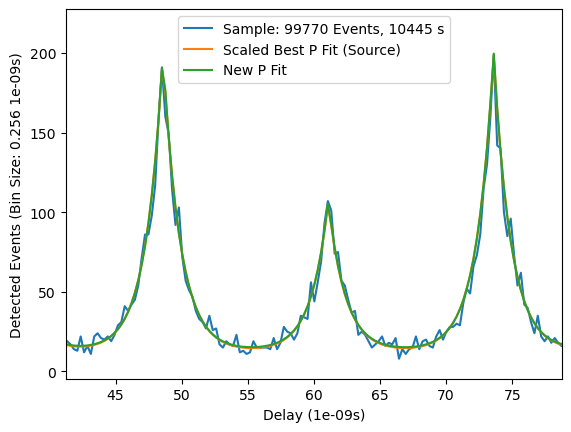 Sample: 99770 Events, 10445 s
Scaled Best P Fit (Source)
New P Fit
Detected Events (Bin Size: 0.256 1e-09s)
200
150
100
50
0
45 50 55 60 65 70 75
Delay (1e-09s)